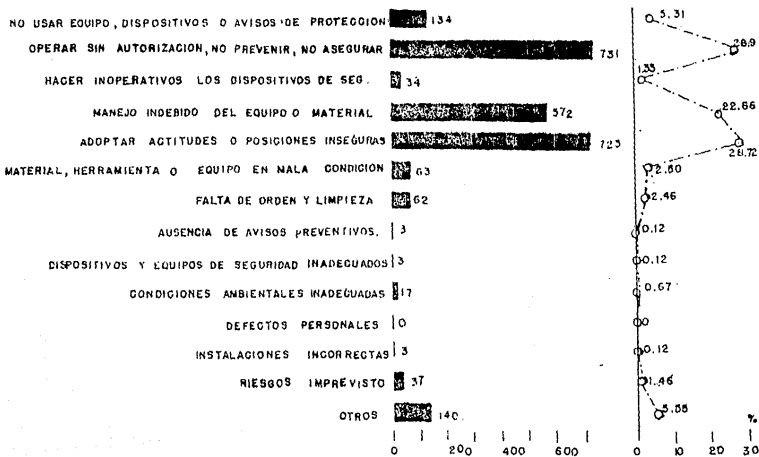 NO USAR EQUIPO, DISPOSITIVOS O AVISOS DE PROTECCION 134 5.31
OPERAR SIN AUTORIZACION, NO PREVENIR, NO ASEGURAR 731 28.9
HACER INOPERATIVOS LOS DISPOSITIVOS DE SEG. 34 1.35
MANEJO INDEBIDO DEL EQUIPO O MATERIAL 572 22.66
ADOPTAR ACTITUDES O POSICIONES INSEGURAS 723 28.72
MATERIAL, HERRAMIENTA O EQUIPO EN MALA CONDICION 63 2.50
FALTA DE ORDEN Y LIMPIEZA 62 2.46
AUSENCIA DE AVISOS PREVENTIVOS. 3 0.12
DISPOSITIVOS Y EQUIPOS DE SEGURIDAD INADECUADOS 3 0.12
CONDICIONES AMBIENTALES INADECUADAS 17 0.67
DEFECTOS PERSONALES 0 0
INSTALACIONES INCORRECTAS 3 0.12
RIESGOS IMPREVISTO 37 1.46
OTROS 140 5.55
%
0 200 400 600 0 10 20 30